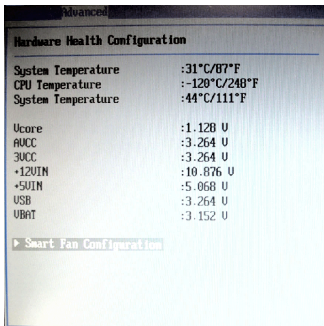 Advanced
Hardware Health Configuration
System Temperature :31°C/87°F
CPU Temperature :-120°C/248°F
System Temperature :44°C/111°F
Vcore :1.128 V
AVCC :3.264 V
3VCC :3.264 V
+12VIN :10.876 V
+5VIN :5.068 V
VSB :3.264 V
VBAT :3.152 V
▶ Smart Fan Configuration